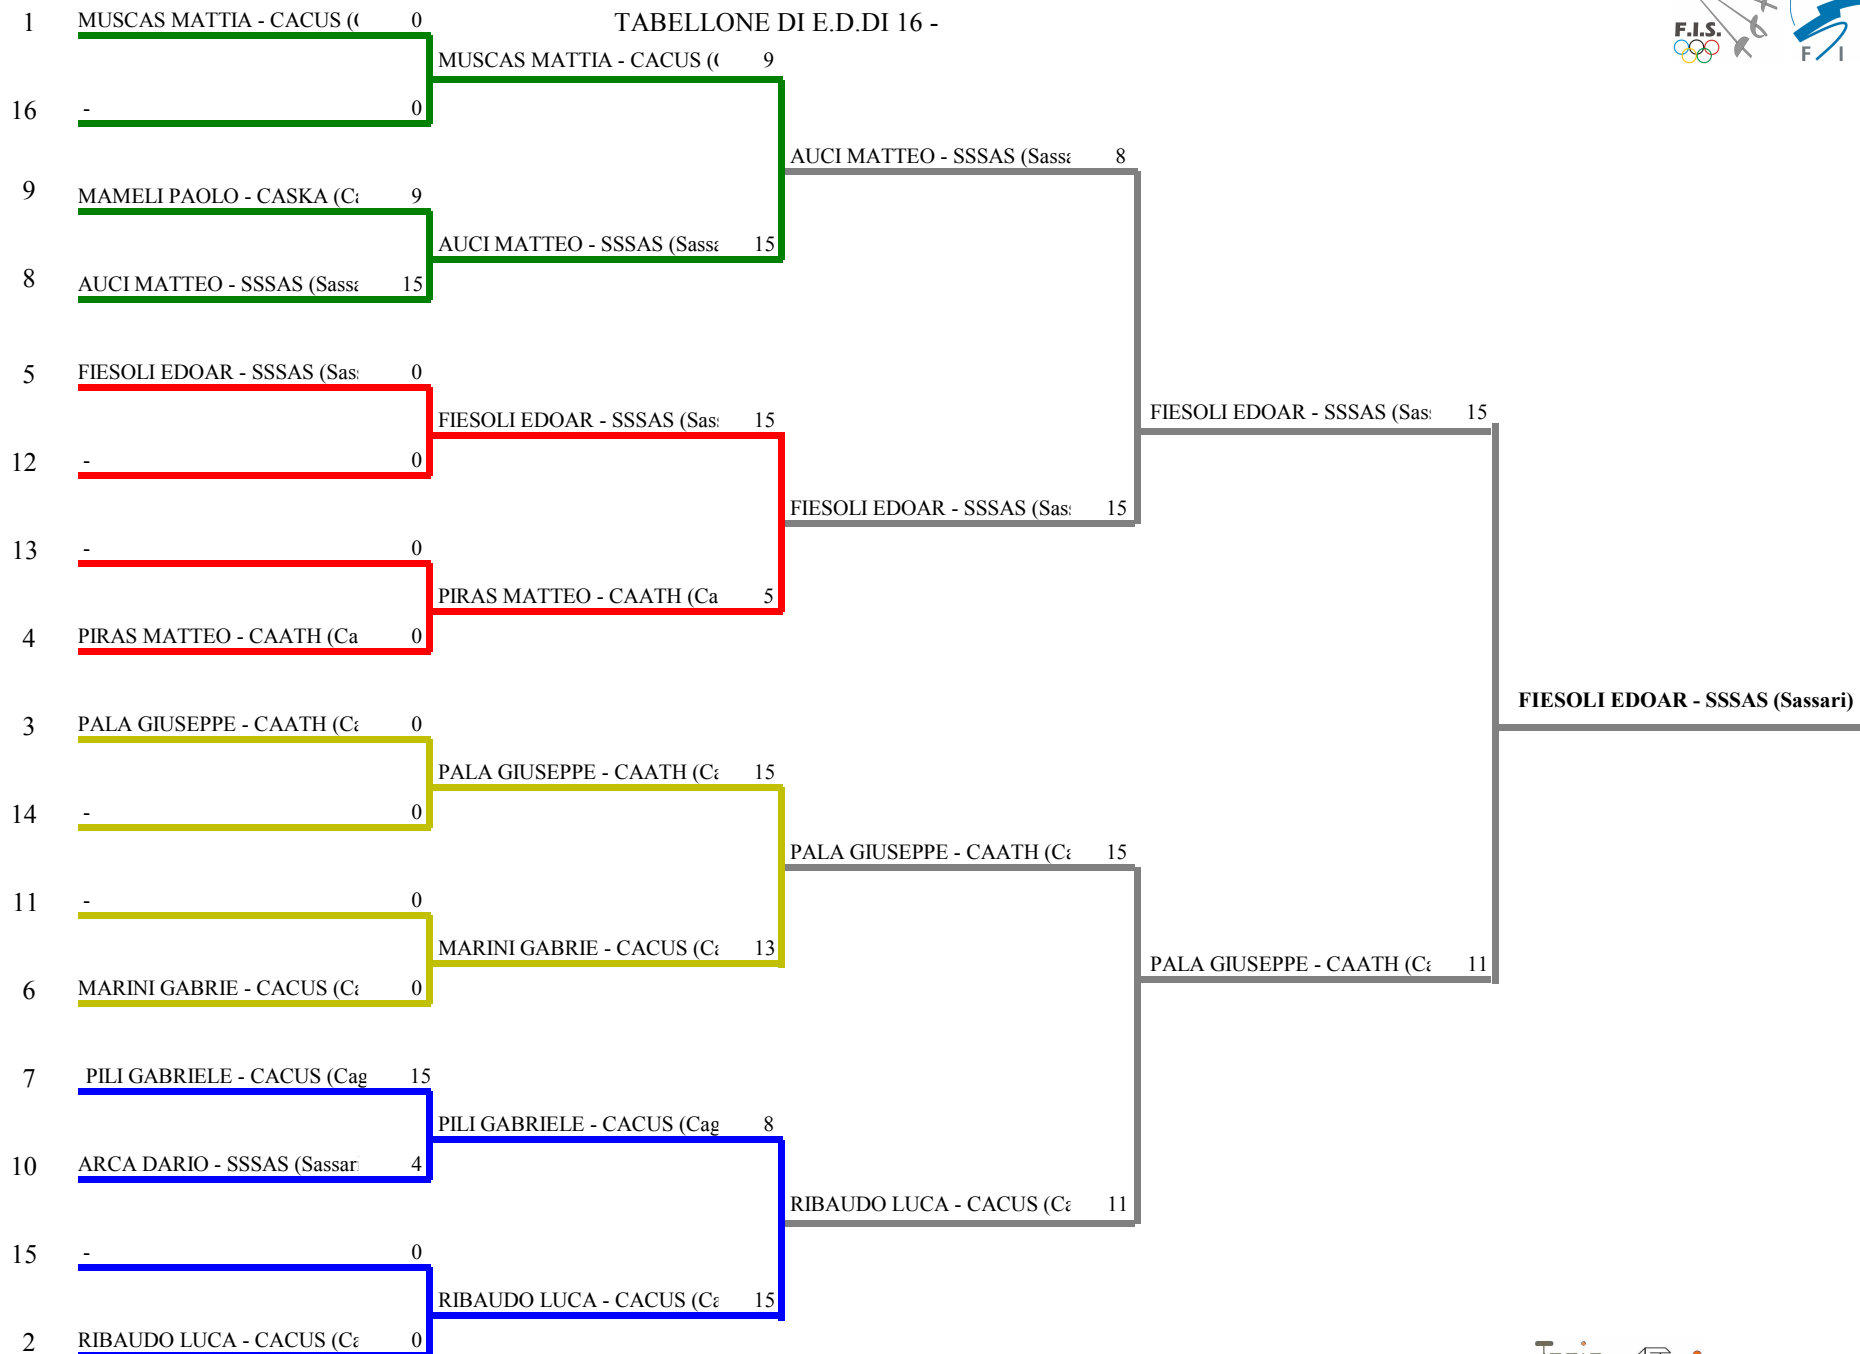 TABELLONE DI E.D.DI 16 -
F.I.S.
F I
1 MUSCAS MATTIA - CACUS (C 0
16 - 0
9 MAMELI PAOLO - CASKA (Ca 9
8 AUCI MATTEO - SSSAS (Sassa 15
5 FIESOLI EDOAR - SSSAS (Sas 0
12 - 0
13 - 0
4 PIRAS MATTEO - CAATH (Ca 0
3 PALA GIUSEPPE - CAATH (Ca 0
14 - 0
11 - 0
6 MARINI GABRIE - CACUS (Ca 0
7 PILI GABRIELE - CACUS (Cag 15
10 ARCA DARIO - SSSAS (Sassari 4
15 - 0
2 RIBAUDO LUCA - CACUS (Ca 0
MUSCAS MATTIA - CACUS (C 9
AUCI MATTEO - SSSAS (Sassa 15
FIESOLI EDOAR - SSSAS (Sas 15
PIRAS MATTEO - CAATH (Ca 5
PALA GIUSEPPE - CAATH (Ca 15
MARINI GABRIE - CACUS (Ca 13
PILI GABRIELE - CACUS (Cag 8
RIBAUDO LUCA - CACUS (Ca 15
AUCI MATTEO - SSSAS (Sassa 8
FIESOLI EDOAR - SSSAS (Sas 15
PALA GIUSEPPE - CAATH (Ca 15
RIBAUDO LUCA - CACUS (Ca 11
FIESOLI EDOAR - SSSAS (Sas 15
PALA GIUSEPPE - CAATH (Ca 11
FIESOLI EDOAR - SSSAS (Sassari)